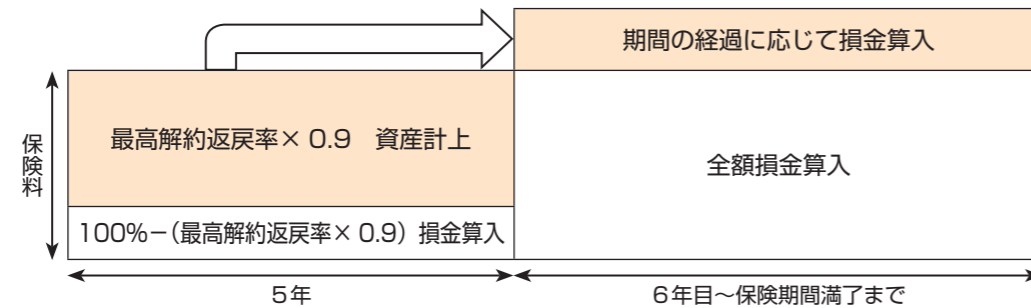 期間の経過に応じて損金算入
保険料
最高解約返戻率×0.9 資産計上
全額損金算入
100%－(最高解約返戻率×0.9) 損金算入
5年
6年目～保険期間満了まで